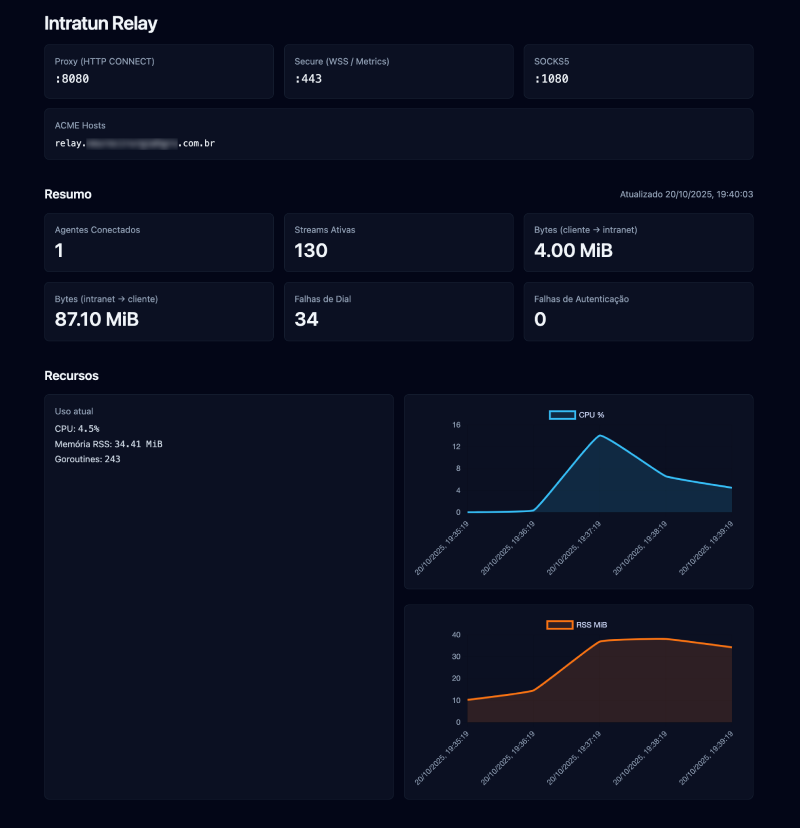 Intratun Relay
Proxy (HTTP CONNECT)
:8080
Secure (WSS / Metrics)
:443
SOCKS5
:1080
ACME Hosts
relay. .com.br
Resumo
Atualizado 20/10/2025, 19:40:03
Agentes Conectados
1
Streams Ativas
130
Bytes (cliente → intranet)
4.00 MiB
Bytes (intranet → cliente)
87.10 MiB
Falhas de Dial
34
Falhas de Autenticação
0
Recursos
Uso atual
CPU: 4.5%
Memória RSS: 34.41 MiB
Goroutines: 243
CPU %
16
12
8
4
0
20/10/2025, 19:35:19
20/10/2025, 19:36:19
20/10/2025, 19:37:19
20/10/2025, 19:38:19
20/10/2025, 19:39:19
RSS MiB
40
30
20
10
0
20/10/2025, 19:35:19
20/10/2025, 19:36:19
20/10/2025, 19:37:19
20/10/2025, 19:38:19
20/10/2025, 19:39:19